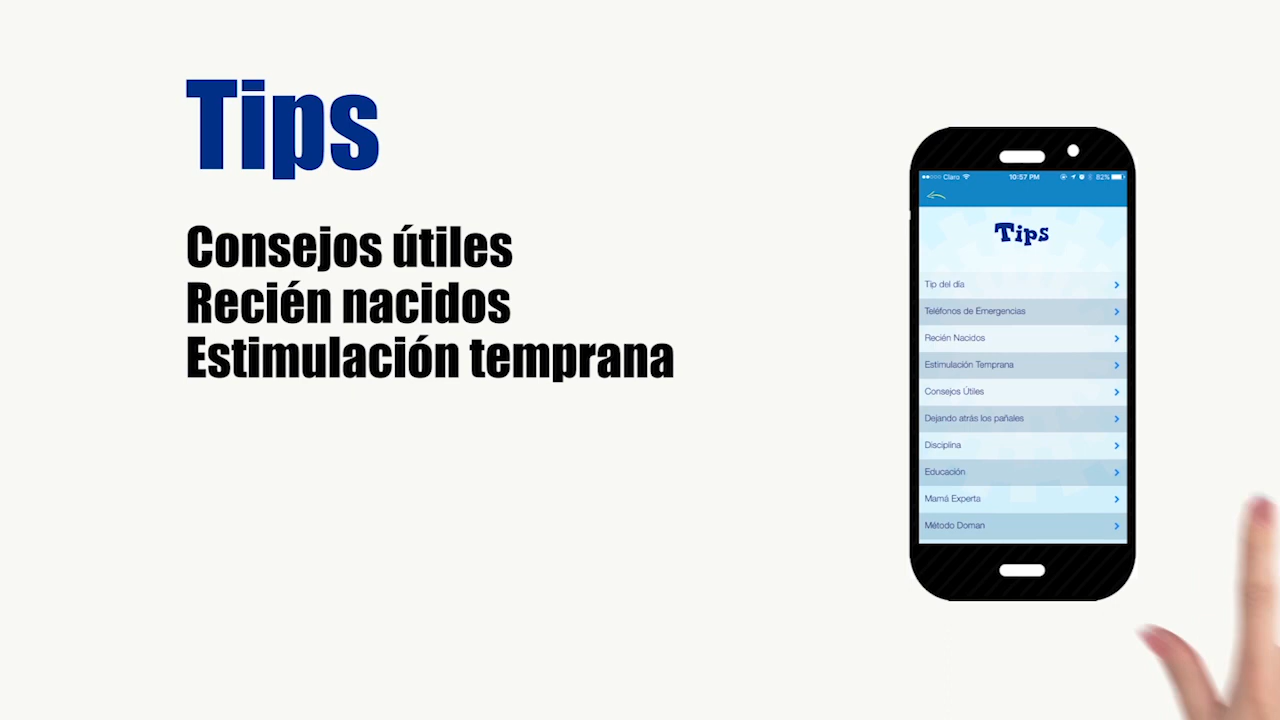 Tips
Consejos útiles
Recién nacidos
Estimulación temprana
Claro 10:57 PM 82%
Tips
Tip del día
Teléfonos de Emergencias
Recién Nacidos
Estimulación Temprana
Consejos Útiles
Dejando atrás los pañales
Disciplina
Educación
Mamá Experta
Método Doman